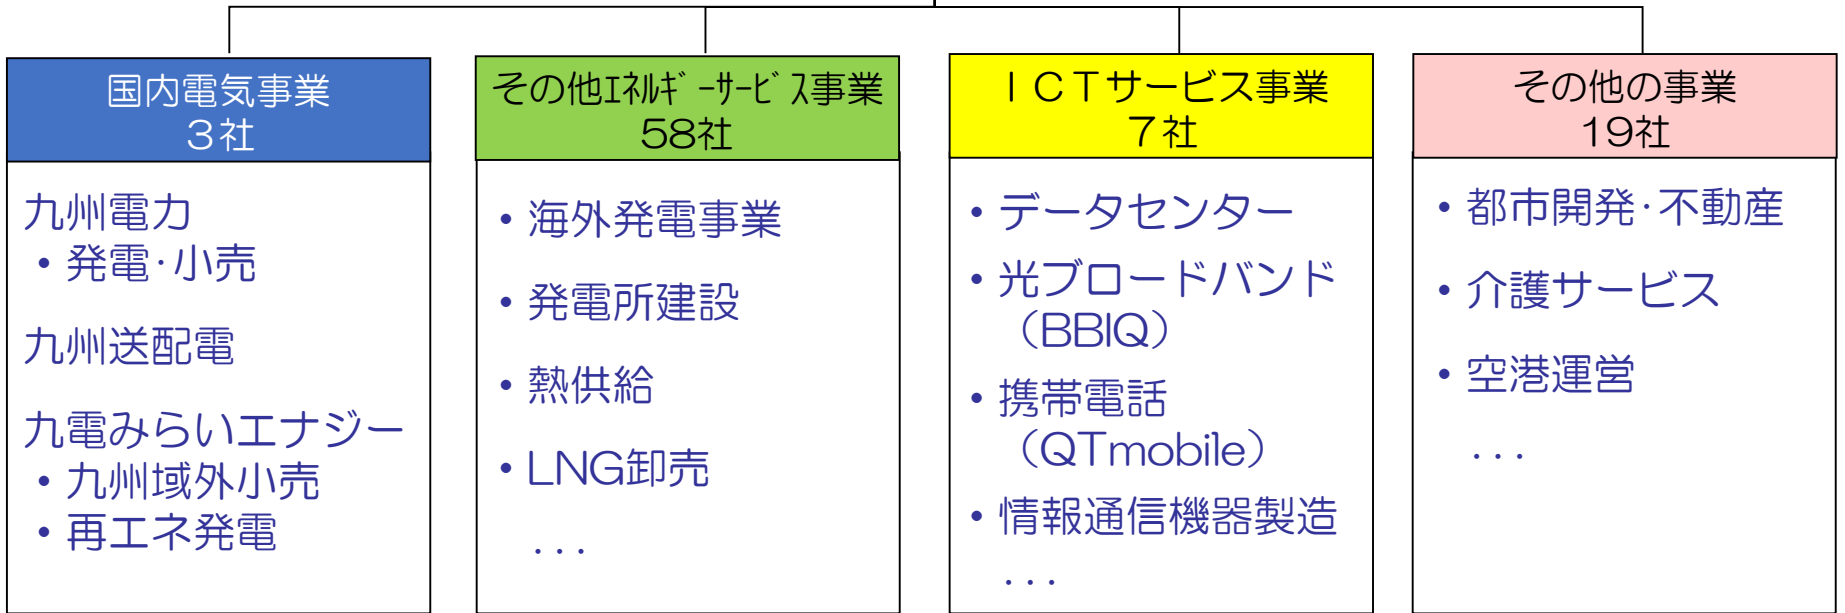 国内電気事業
３社
九州電力
• 発電･小売
九州送配電
九電みらいエナジー
• 九州域外小売
• 再エネ発電
その他ｴﾈﾙｷﾞｰｻｰﾋﾞｽ事業
58社
• 海外発電事業
• 発電所建設
• 熱供給
• LNG卸売
･･･
ＩＣＴサービス事業
７社
• データセンター
• 光ブロードバンド
（BBIQ）
• 携帯電話
（QTmobile）
• 情報通信機器製造
･･･
その他の事業
19社
• 都市開発･不動産
• 介護サービス
• 空港運営
･･･